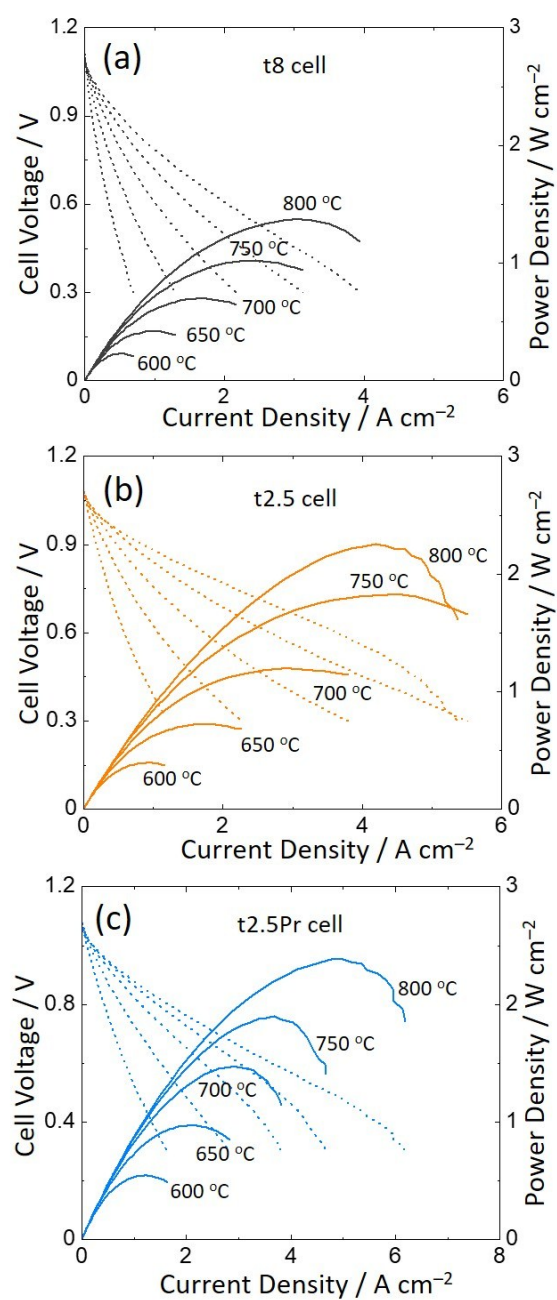 1.2
3
(a)
t8 cell
0.9
2
800 °C
0.6
750 °C
1
0.3
700 °C
650 °C
600 °C
0
0
0
2
4
6
Cell Voltage / V
Power Density / W cm⁻²
Current Density / A cm⁻²
1.2
3
(b)
t2.5 cell
0.9
800 °C
2
750 °C
0.6
700 °C
1
0.3
650 °C
600 °C
0
0
0
2
4
6
Cell Voltage / V
Power Density / W cm⁻²
Current Density / A cm⁻²
1.2
3
(c)
t2.5Pr cell
800 °C
0.8
2
750 °C
700 °C
0.4
1
650 °C
600 °C
0
0
0
2
4
6
8
Cell Voltage / V
Power Density / W cm⁻²
Current Density / A cm⁻²